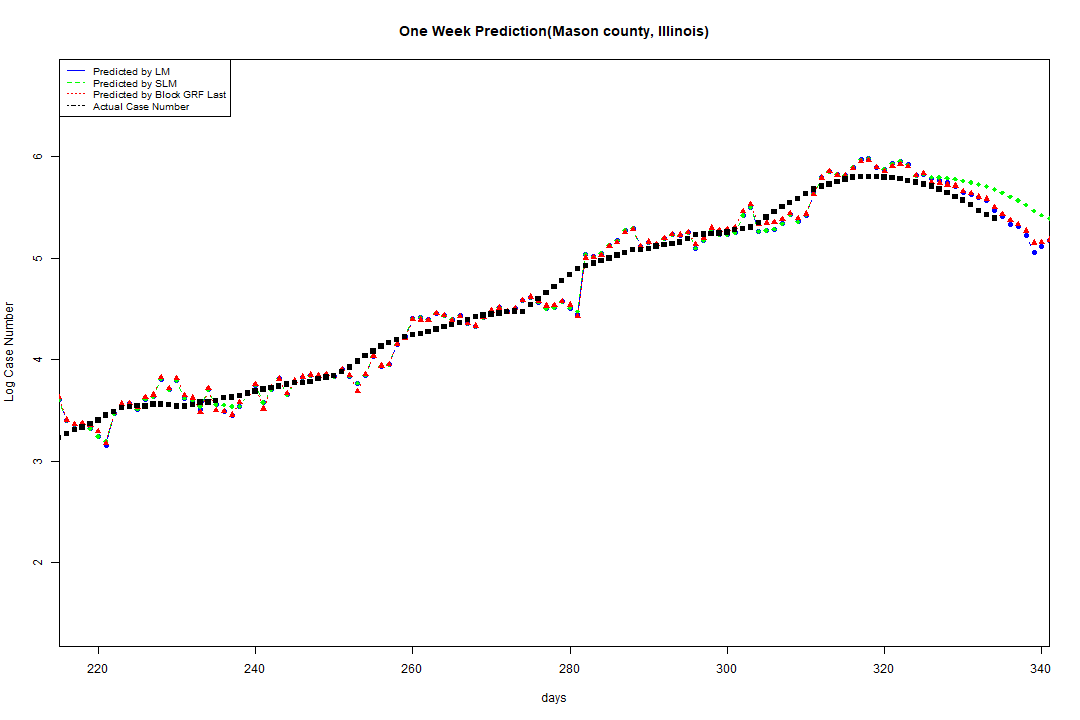 One Week Prediction(Mason county, Illinois)
Predicted by LM
Predicted by SLM
Predicted by Block GRF Last
Actual Case Number
6
5
4
3
2
Log Case Number
220 240 260 280 300 320 340
days